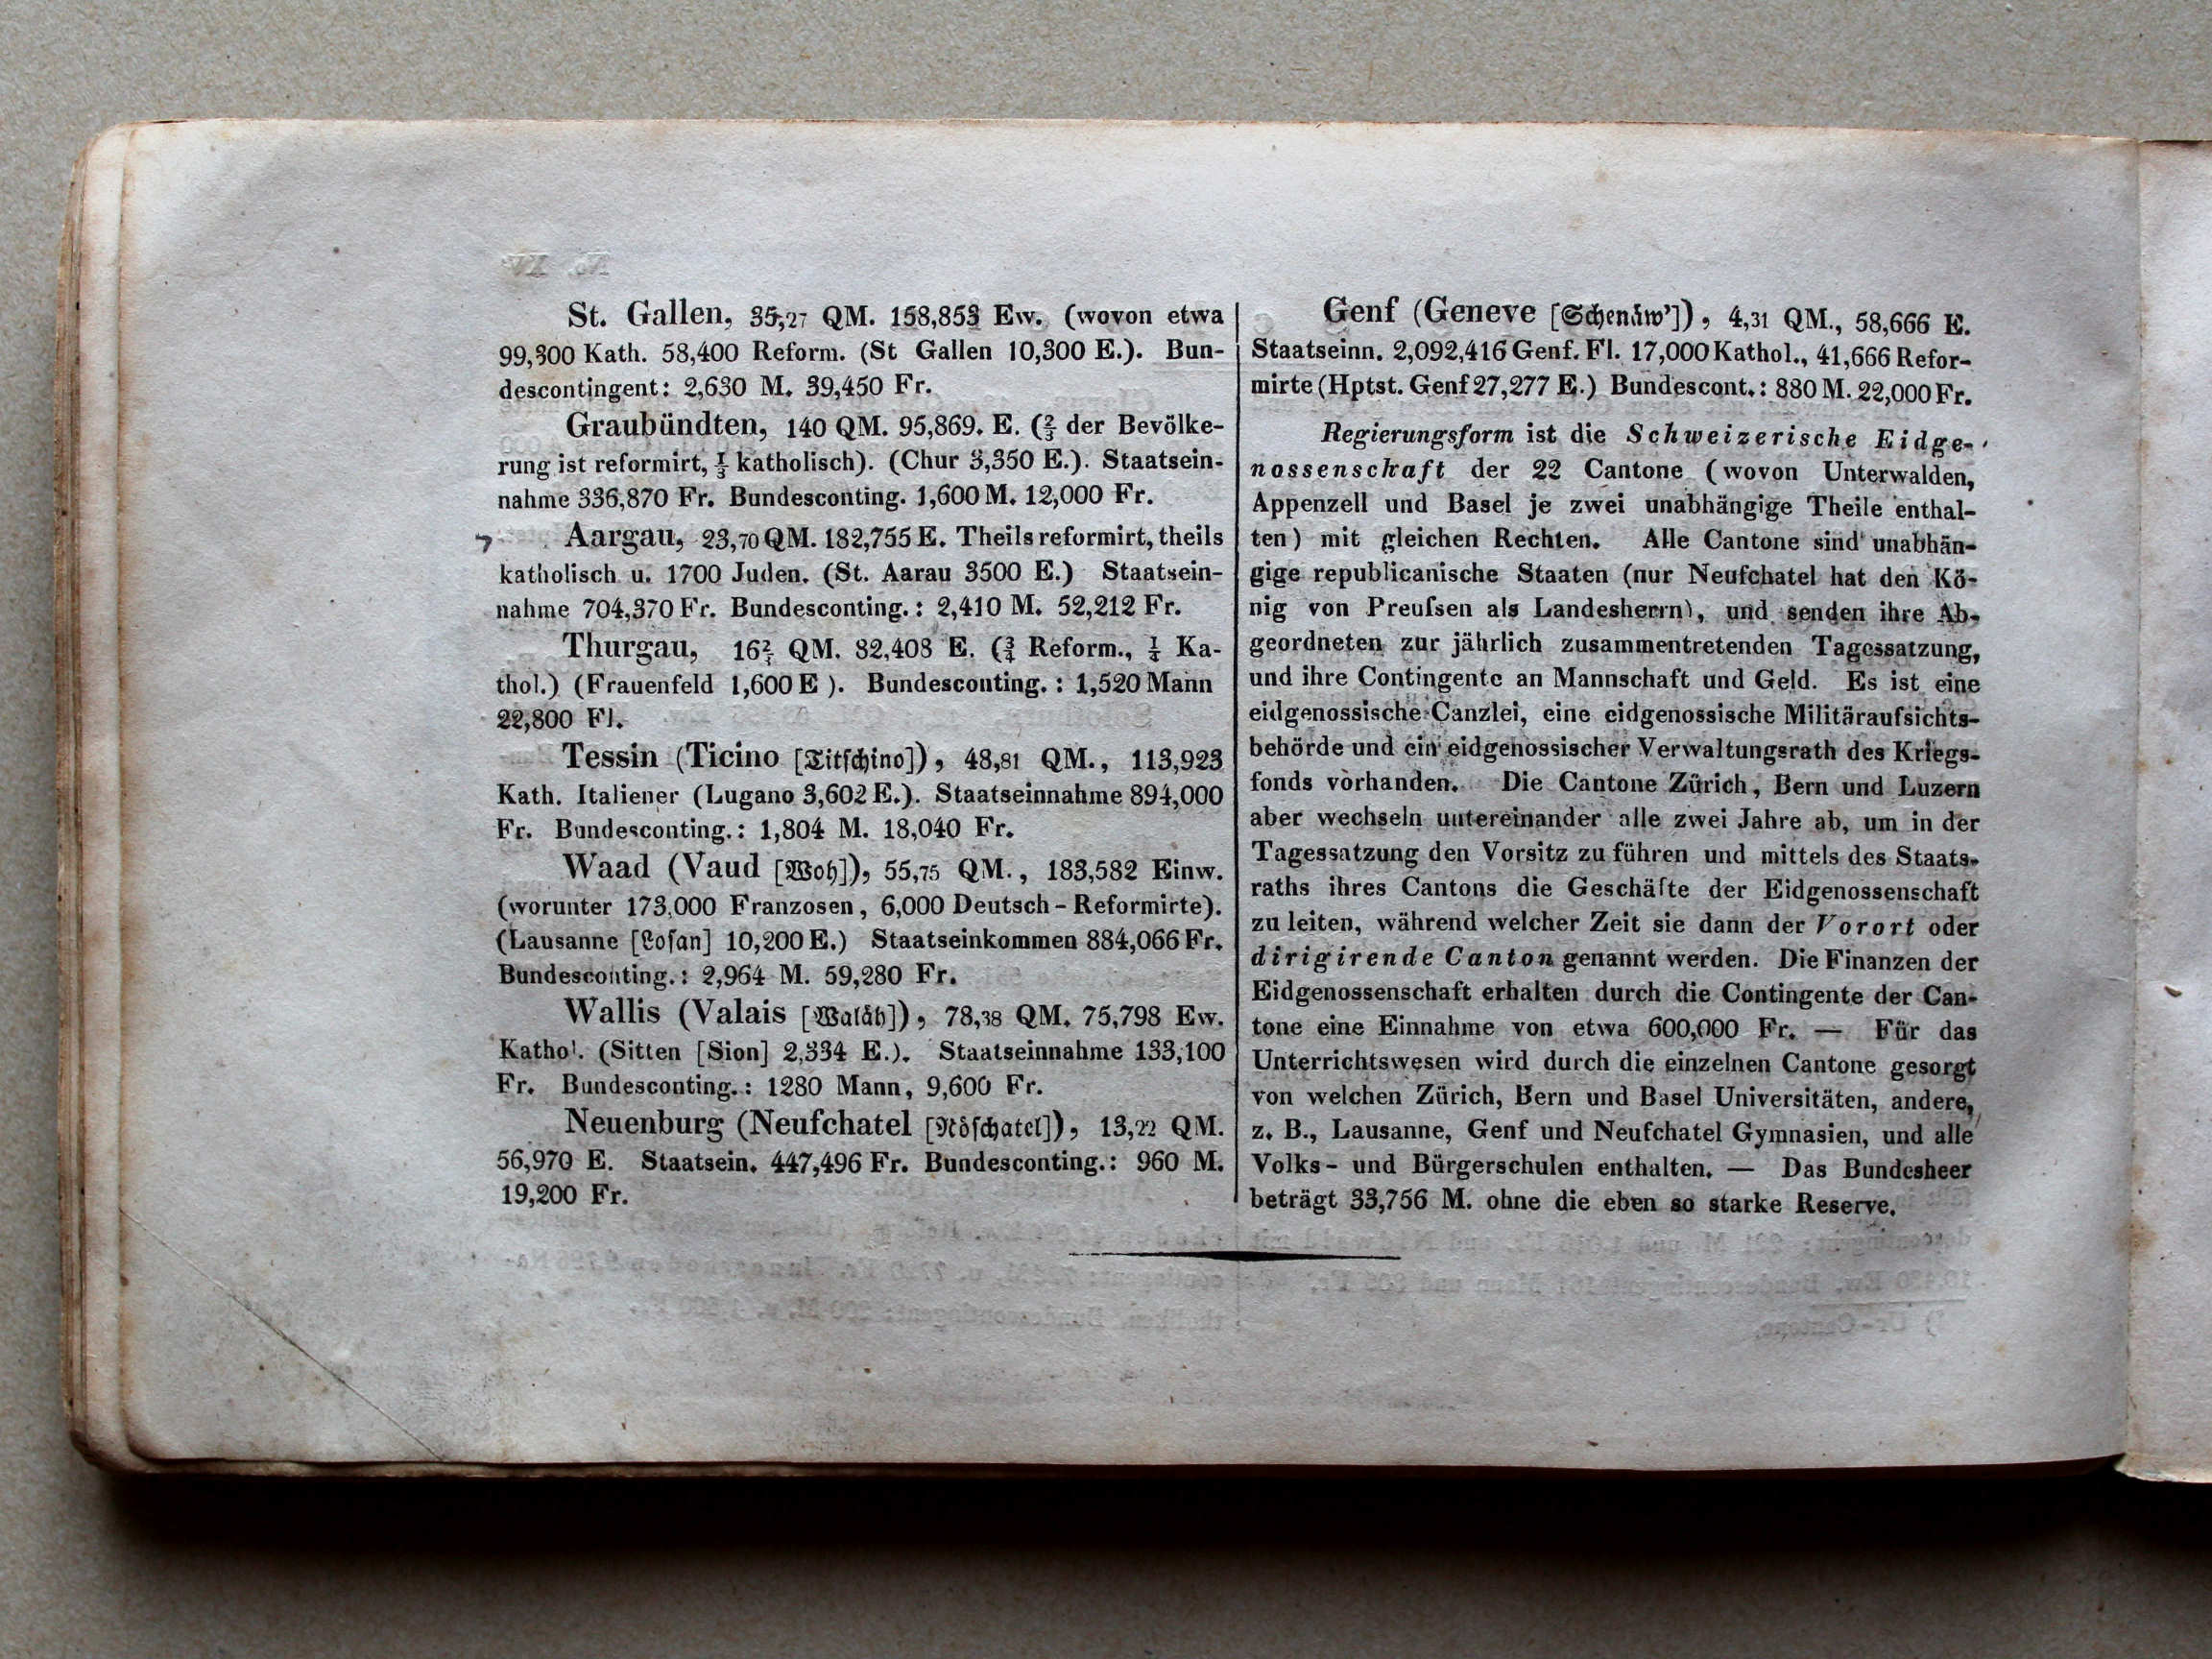 St. Gallen, 35,27 QM. 158,853 Ew. (wovon etwa
99,300 Kath. 58,400 Reform. (St Gallen 10,300 E.). Bun-
descontingent: 2,630 M. 39,450 Fr.
Graubündten, 140 QM. 95,869. E. (⅔ der Bevölke-
rung ist reformirt, ⅓ katholisch). (Chur 3,350 E.). Staatsein-
nahme 336,870 Fr. Bundesconting. 1,600 M. 12,000 Fr.
Aargau, 23,70 QM. 182,755 E. Theils reformirt, theils
katholisch u. 1700 Juden. (St. Aarau 3500 E.) Staatsein-
nahme 704,370 Fr. Bundesconting.: 2,410 M. 52,212 Fr.
Thurgau, QM. 82,408 E. (¾ Reform., ¼ Ka-
thol.) (Frauenfeld 1,600 E ). Bundesconting.: 1,520 Mann
22,800 Fl.
Tessin (Ticino [Titschino]), 48,81 QM., 113,923
Kath. Italiener (Lugano 3,602 E.). Staatseinnahme 894,000
Fr. Bundesconting.: 1,804 M. 18,040 Fr.
Waad (Vaud [Woh]), 55,75 QM., 183,582 Einw.
(worunter 173,000 Franzosen, 6,000 Deutsch-Reformirte).
(Lausanne [Losan] 10,200 E.) Staatseinkommen 884,066 Fr.
Bundesconting.: 2,964 M. 59,280 Fr.
Wallis (Valais [Waläh]), 78,38 QM. 75,798 Ew.
Kathol. (Sitten [Sion] 2,334 E.). Staatseinnahme 133,100
Fr. Bundesconting.: 1280 Mann, 9,600 Fr.
Neuenburg (Neufchatel [Nöschatel]), 13,22 QM.
56,970 E. Staatsein. 447,496 Fr. Bundesconting.: 960 M.
19,200 Fr.
Genf (Geneve [Schenäw']), 4,31 QM., 58,666 E.
Staatseinn. 2,092,416 Genf. Fl. 17,000 Kathol., 41,666 Refor-
mirte (Hptst. Genf 27,277 E.) Bundescont.: 880 M. 22,000 Fr.
Regierungsform ist die Schweizerische Eidge-
nossenschaft der 22 Cantone (wovon Unterwalden,
Appenzell und Basel je zwei unabhängige Theile enthal-
ten) mit gleichen Rechten. Alle Cantone sind unabhän-
gige republicanische Staaten (nur Neufchatel hat den Kö-
nig von Preuſsen als Landesherrn), und senden ihre Ab-
geordneten zur jährlich zusammentretenden Tagessatzung,
und ihre Contingente an Mannschaft und Geld. Es ist eine
eidgenossische Canzlei, eine eidgenossische Militäraufsichts-
behörde und ein eidgenossischer Verwaltungsrath des Kriegs-
fonds vorhanden. Die Cantone Zürich, Bern und Luzern
aber wechseln untereinander alle zwei Jahre ab, um in der
Tagessatzung den Vorsitz zu führen und mittels des Staats-
raths ihres Cantons die Geschäfte der Eidgenossenschaft
zu leiten, während welcher Zeit sie dann der Vorort oder
dirigirende Canton genannt werden. Die Finanzen der
Eidgenossenschaft erhalten durch die Contingente der Can-
tone eine Einnahme von etwa 600,000 Fr. — Für das
Unterrichtswesen wird durch die einzelnen Cantone gesorgt
von welchen Zürich, Bern und Basel Universitäten, andere,
z. B., Lausanne, Genf und Neufchatel Gymnasien, und alle
Volks- und Bürgerschulen enthalten. — Das Bundesheer
beträgt 33,756 M. ohne die eben so starke Reserve.